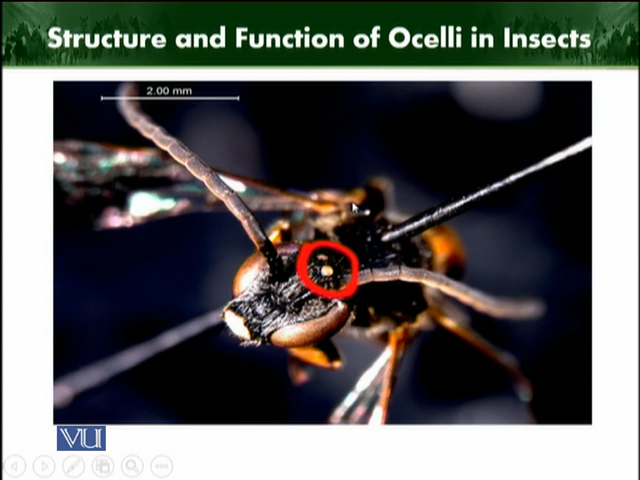 Structure and Function of Ocelli in Insects
2.00 mm
VU